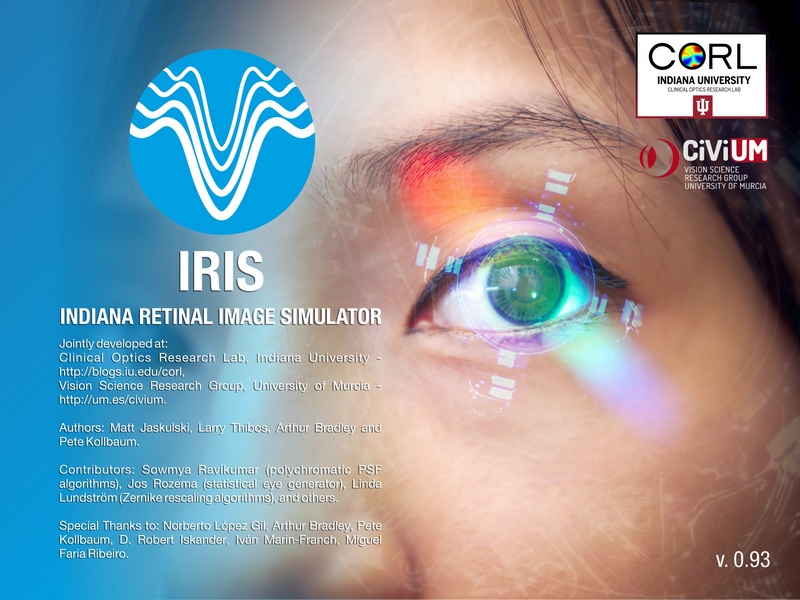 CORL
INDIANA UNIVERSITY
CLINICAL OPTICS RESEARCH LAB
CiViUM
VISION SCIENCE
RESEARCH GROUP
UNIVERSITY OF MURCIA
IRIS
INDIANA RETINAL IMAGE SIMULATOR
Jointly developed at:
Clinical Optics Research Lab, Indiana University -
http://blogs.iu.edu/corl,
Vision Science Research Group, University of Murcia -
http://um.es/civium.
Authors: Matt Jaskulski, Larry Thibos, Arthur Bradley and
Pete Kollbaum.
Contributors: Sowmya Ravikumar (polychromatic PSF
algorithms), Jos Rozema (statistical eye generator), Linda
Lundström (Zernike rescaling algorithms), and others.
Special Thanks to: Norberto López Gil, Arthur Bradley, Pete
Kollbaum, D. Robert Iskander, Iván Marin-Franch, Miguel
Faria Ribeiro.
v. 0.93